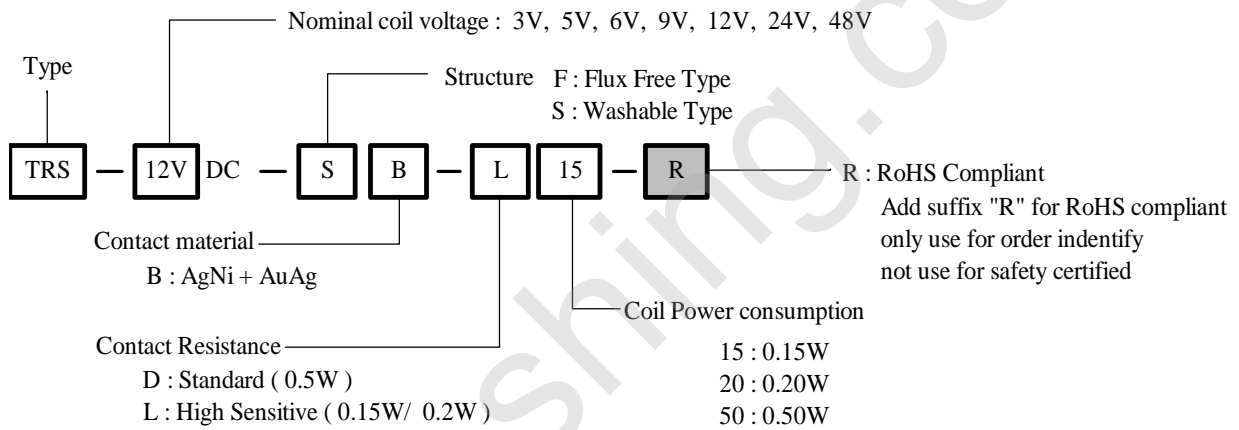 Nominal coil voltage : 3V, 5V, 6V, 9V, 12V, 24V, 48V
Type
Structure F : Flux Free Type
S : Washable Type
TRS — 12V DC — S B — L 15 — R
R : RoHS Compliant
Add suffix "R" for RoHS compliant
only use for order indentify
not use for safety certified
Contact material
B : AgNi + AuAg
Coil Power consumption
15 : 0.15W
20 : 0.20W
50 : 0.50W
Contact Resistance
D : Standard ( 0.5W )
L : High Sensitive ( 0.15W/ 0.2W )
shing.co